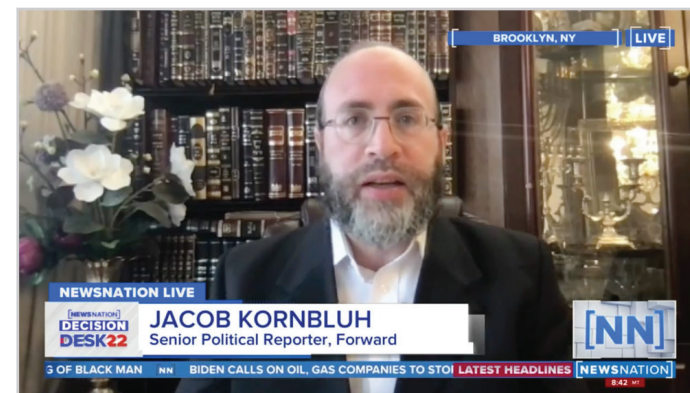 BROOKLYN, NY
LIVE
NEWSNATION LIVE
[NEWSNATION]
DECISION
DESK22
JACOB KORNBLUH
Senior Political Reporter, Forward
[NN]
OF BLACK MAN NN BIDEN CALLS ON OIL, GAS COMPANIES TO LATEST HEADLINES [NEWSNATION]
8:42 MT